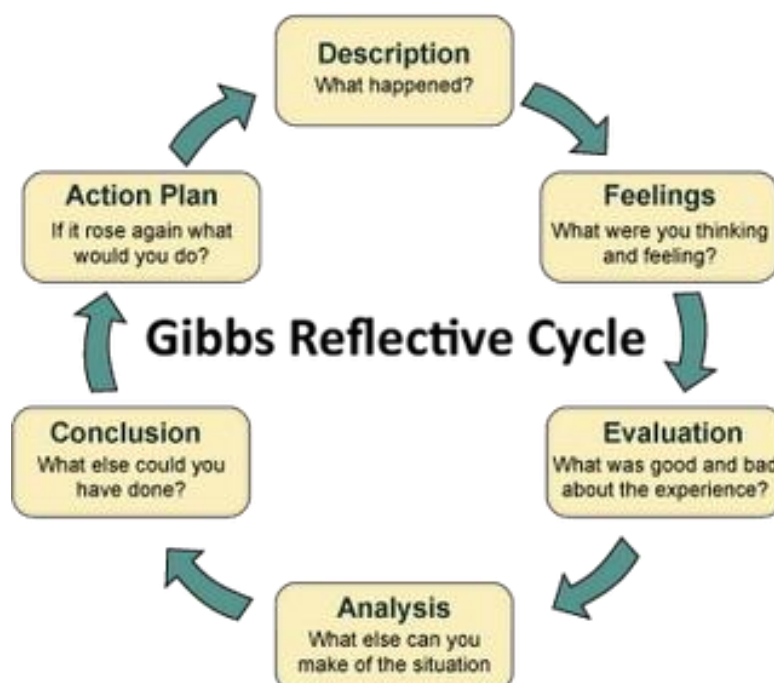 Description
What happened?
Feelings
What were you thinking
and feeling?
Evaluation
What was good and bad
about the experience?
Analysis
What else can you
make of the situation
Conclusion
What else could you
have done?
Action Plan
If it rose again what
would you do?
Gibbs Reflective Cycle